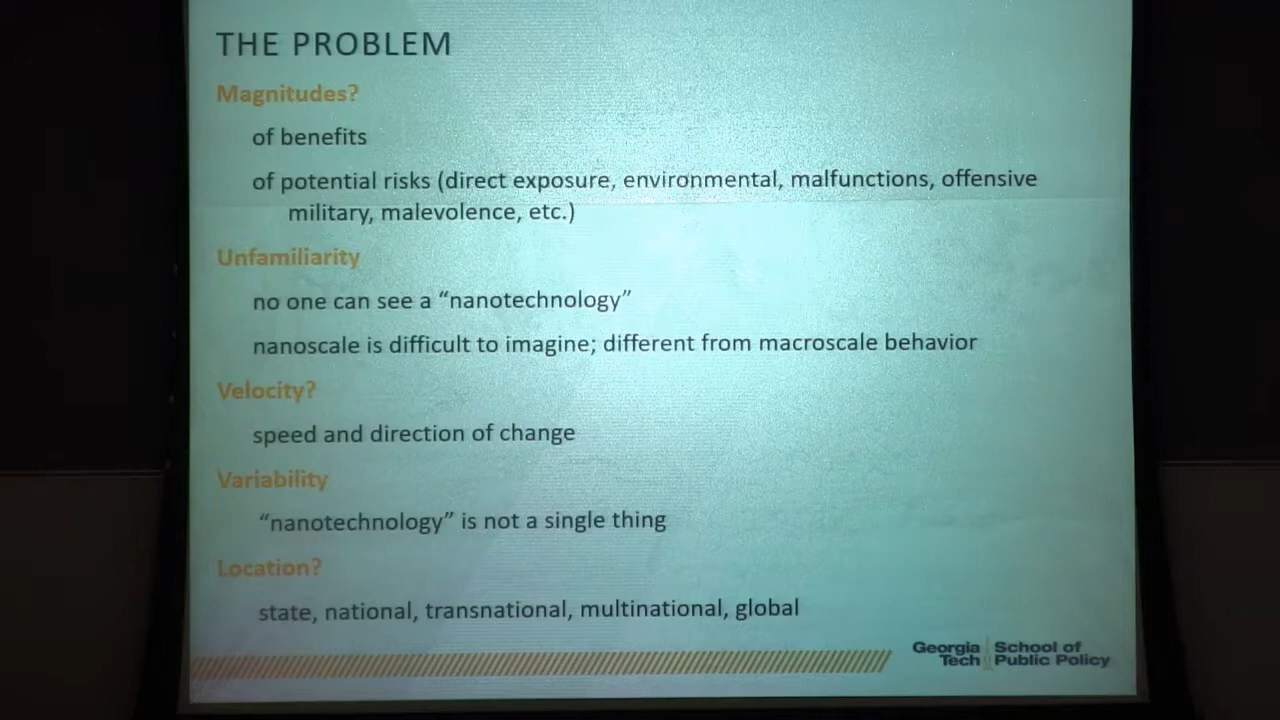 THE PROBLEM
Magnitudes?
of benefits
of potential risks (direct exposure, environmental, malfunctions, offensive
military, malevolence, etc.)
Unfamiliarity
no one can see a “nanotechnology”
nanoscale is difficult to imagine; different from macroscale behavior
Velocity?
speed and direction of change
Variability
“nanotechnology” is not a single thing
Location?
state, national, transnational, multinational, global
Georgia Tech
School of Public Policy